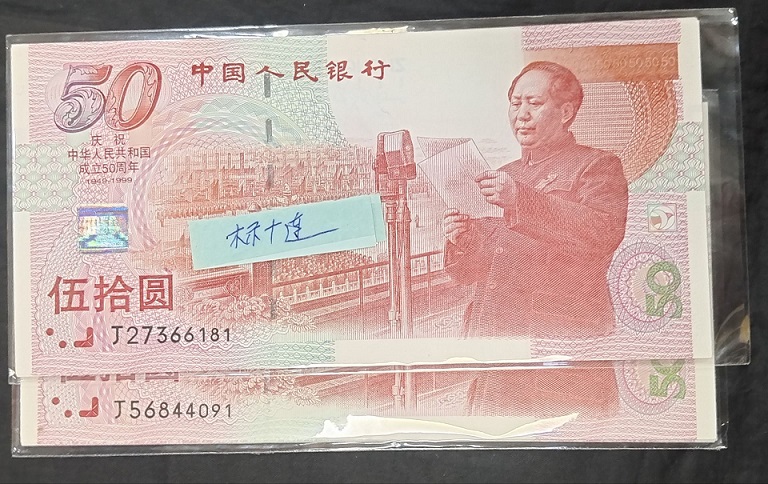 50
中国人民银行
庆祝
中华人民共和国
成立50周年
1949-1999
标十连
伍拾圆
J27366181
50
J56844091